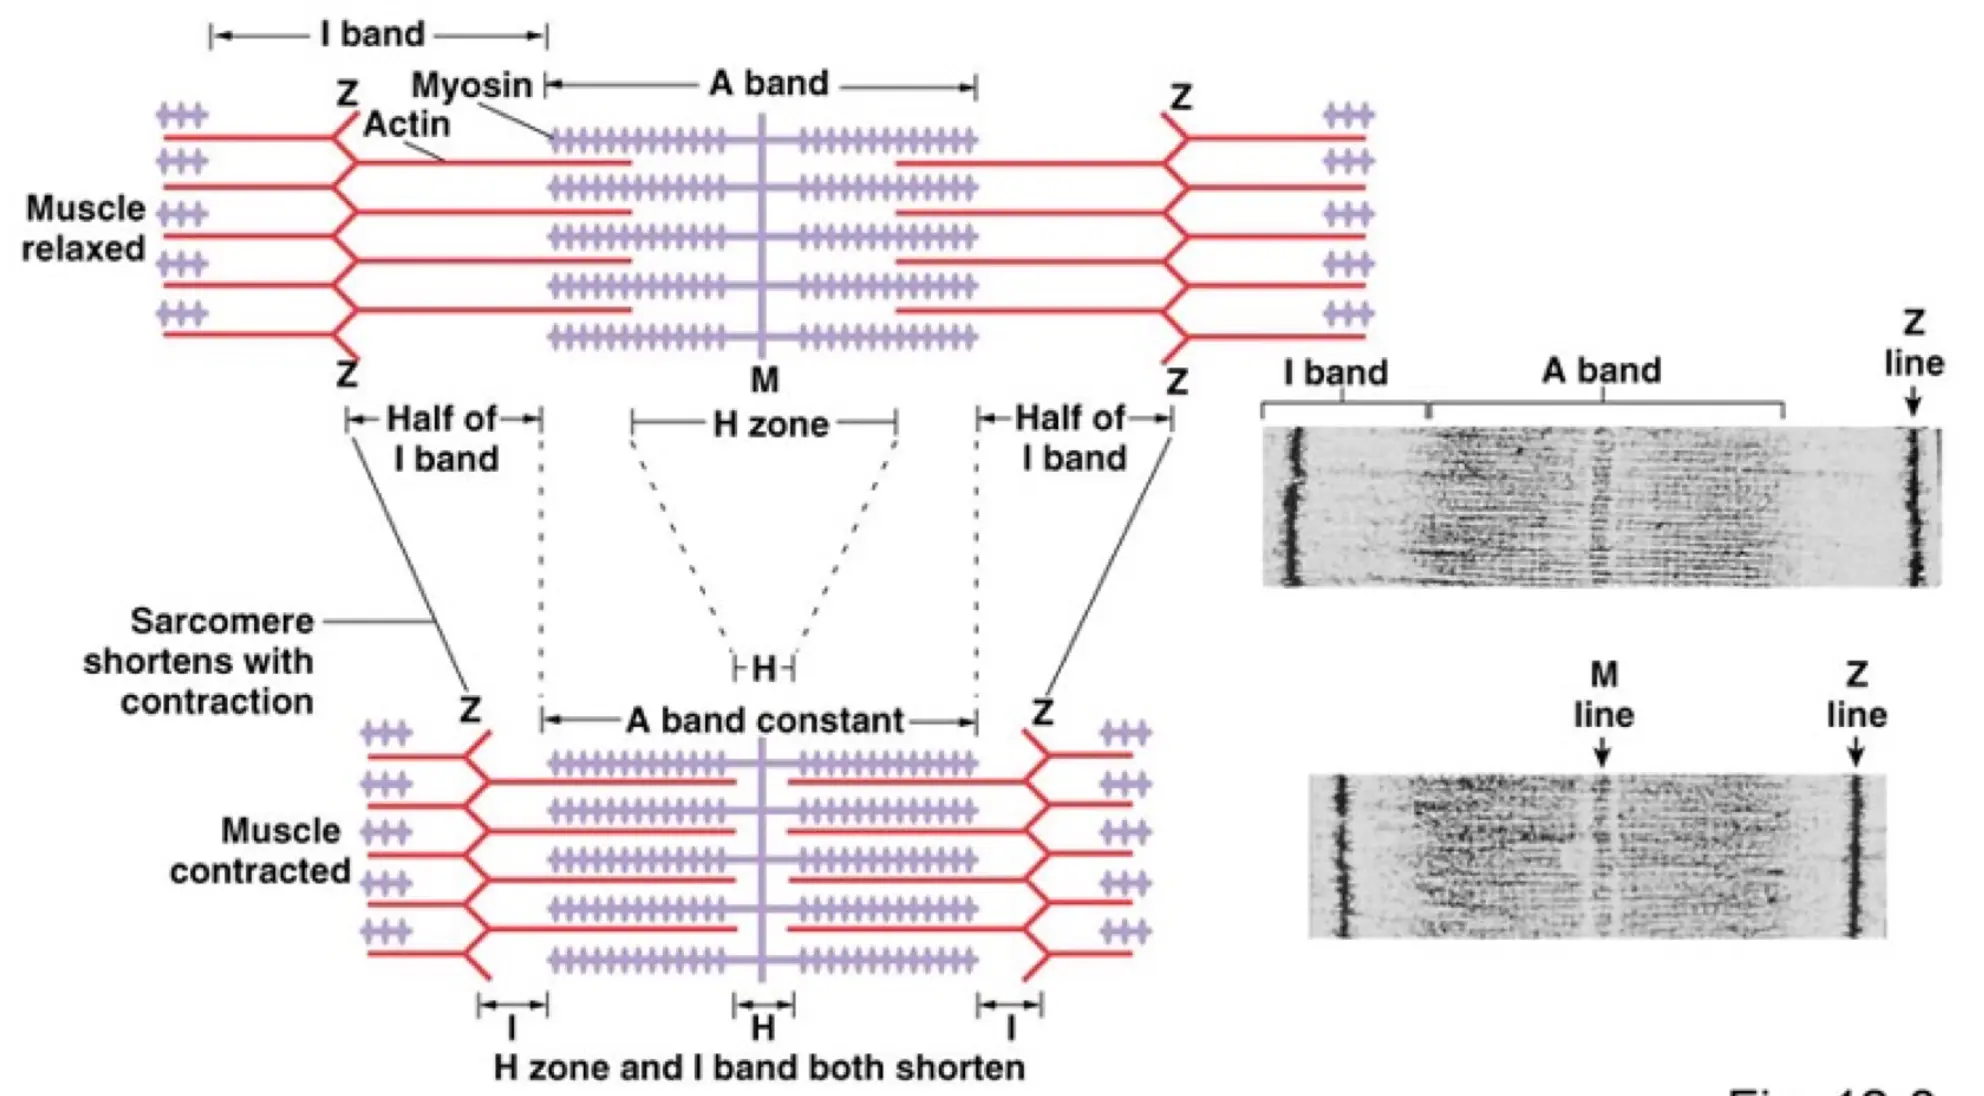 I band
Z
Myosin
A band
Z
Actin
Muscle
relaxed
Z
M
Z
Half of
I band
H zone
Half of
I band
I band
A band
Z
line
Sarcomere
shortens with
contraction
H
Z
A band constant
Z
M
line
Z
line
Muscle
contracted
I
H
I
H zone and I band both shorten